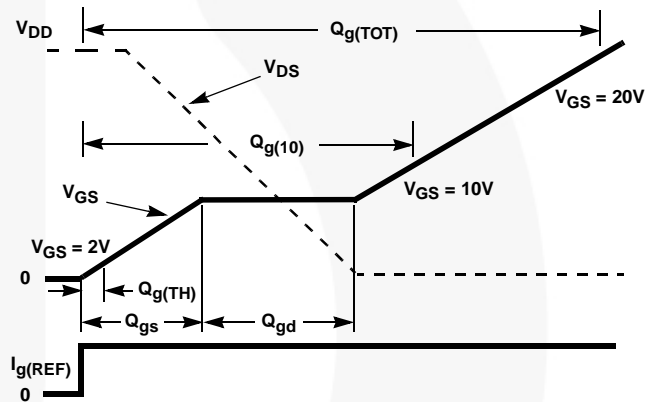 V_DD
Q_g(TOT)
V_DS
V_GS = 20V
Q_g(10)
V_GS
V_GS = 10V
V_GS = 2V
0
Q_g(TH)
Q_gs
Q_gd
I_g(REF)
0